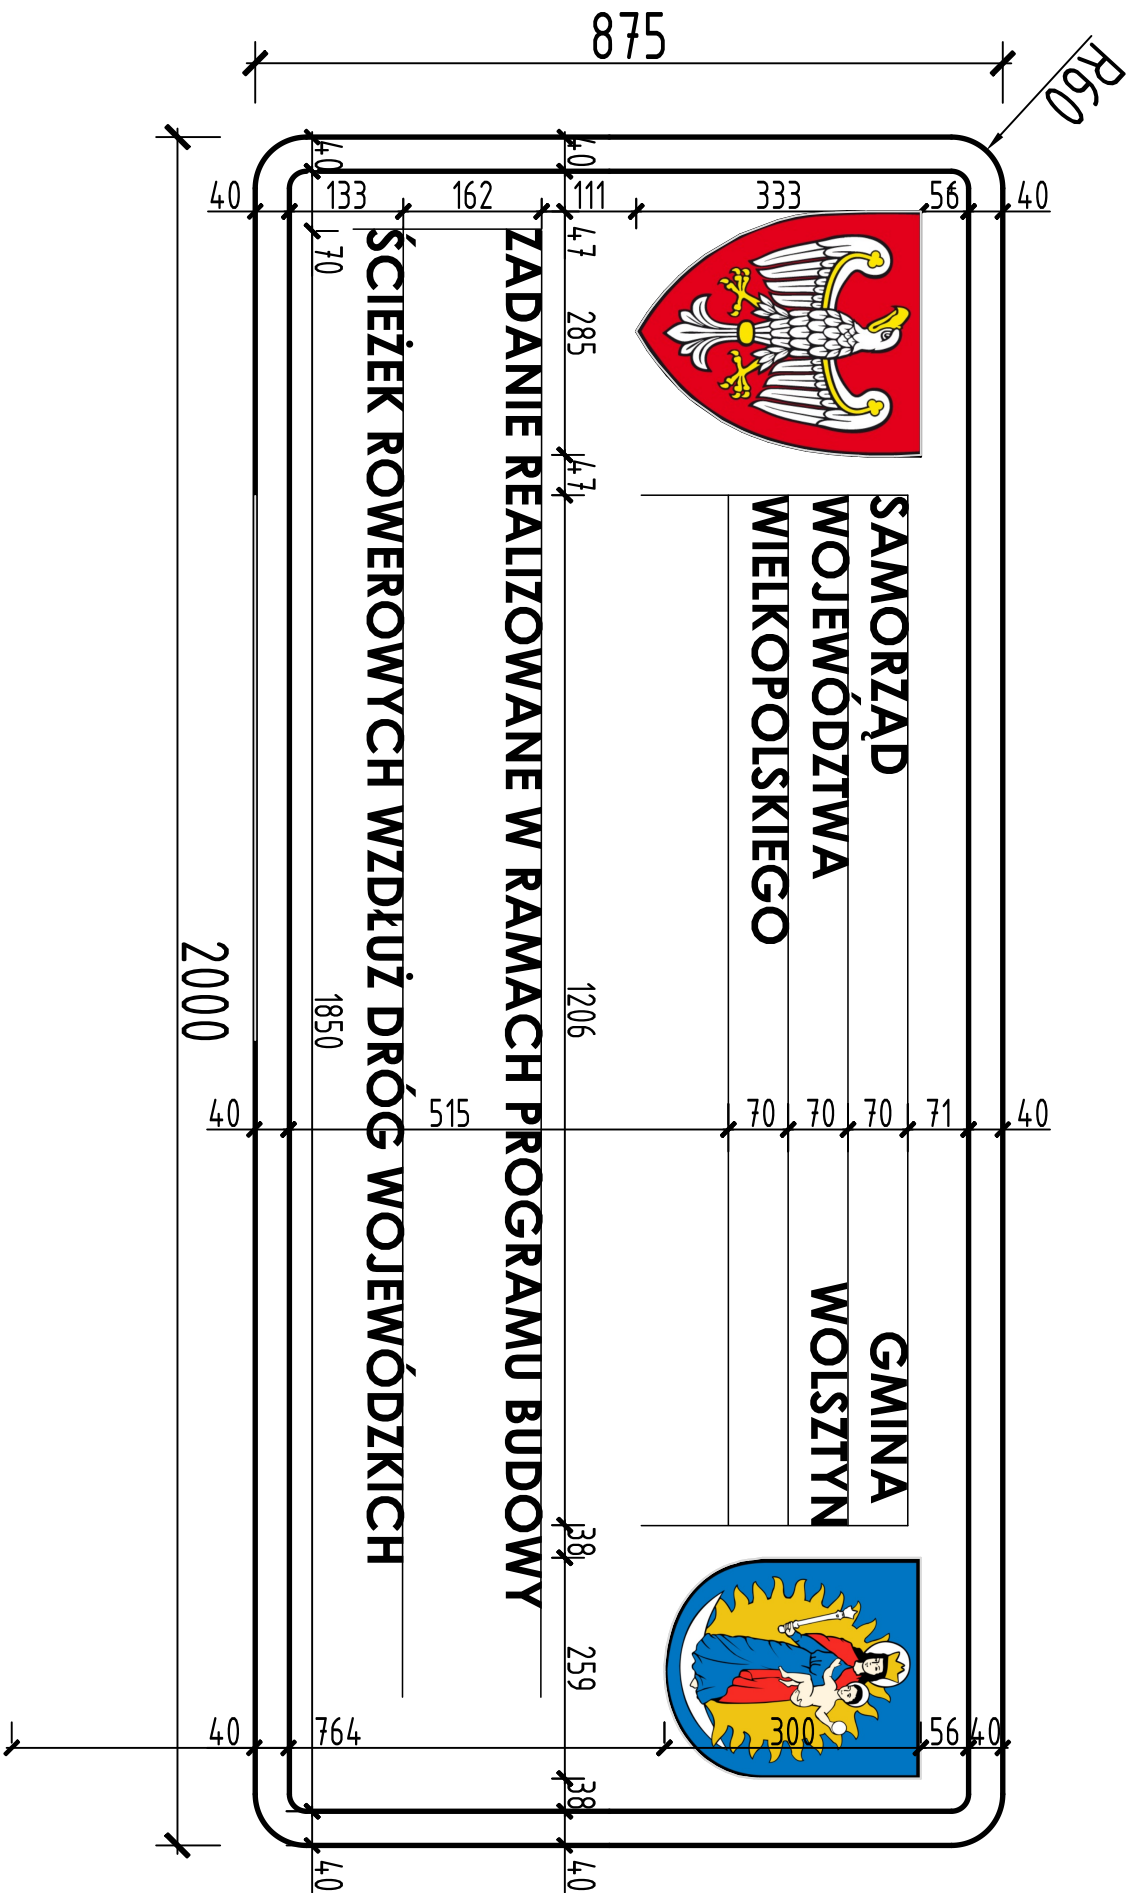 875
R60
40 133 162 111 333 56 40
SAMORZĄD
WOJEWÓDZTWA
WIELKOPOLSKIEGO
GMINA
WOLSZTYN
40 47 285 47 1206 38 259 38 40
ZADANIE REALIZOWANE W RAMACH PROGRAMU BUDOWY
ŚCIEŻEK ROWEROWYCH WZDŁUŻ DRÓG WOJEWÓDZKICH
40 70 1850 40
40 515 70 70 70 71 40
40 764 300 56 40
2000